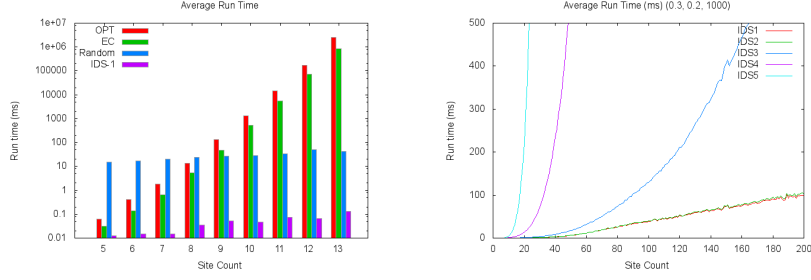 Average Run Time
1e+07
1e+06
100000
10000
1000
100
10
1
0.1
0.01
Run time (ms)
OPT
EC
Random
IDS-1
5 6 7 8 9 10 11 12 13
Site Count
Average Run Time (ms) (0.3, 0.2, 1000)
500
400
300
200
100
0
Run time (ms)
IDS1
IDS2
IDS3
IDS4
IDS5
0 20 40 60 80 100 120 140 160 180 200
Site Count